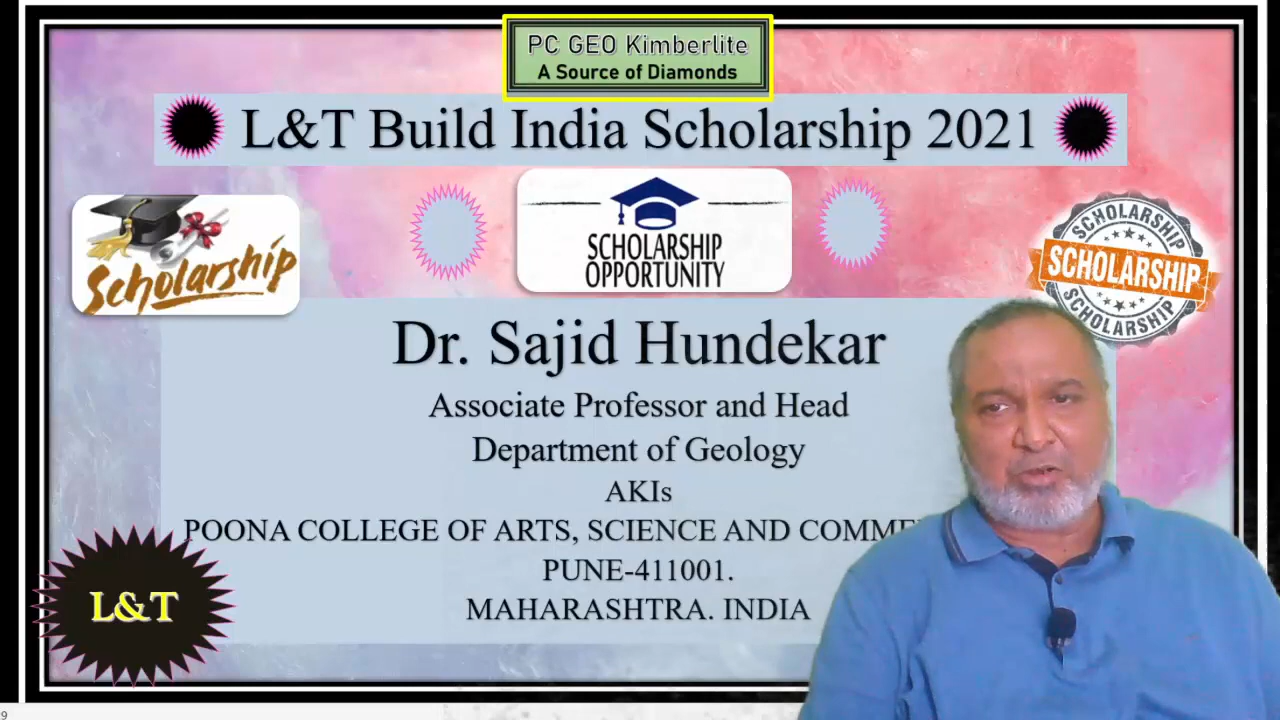 PC GEO Kimberlite
A Source of Diamonds
L&T Build India Scholarship 2021
Scholarship
SCHOLARSHIP
OPPORTUNITY
SCHOLARSHIP
SCHOLARSHIP
SCHOLARSHIP
Dr. Sajid Hundekar
Associate Professor and Head
Department of Geology
AKIs
POONA COLLEGE OF ARTS, SCIENCE AND
PUNE-411001.
MAHARASHTRA. INDIA
L&T